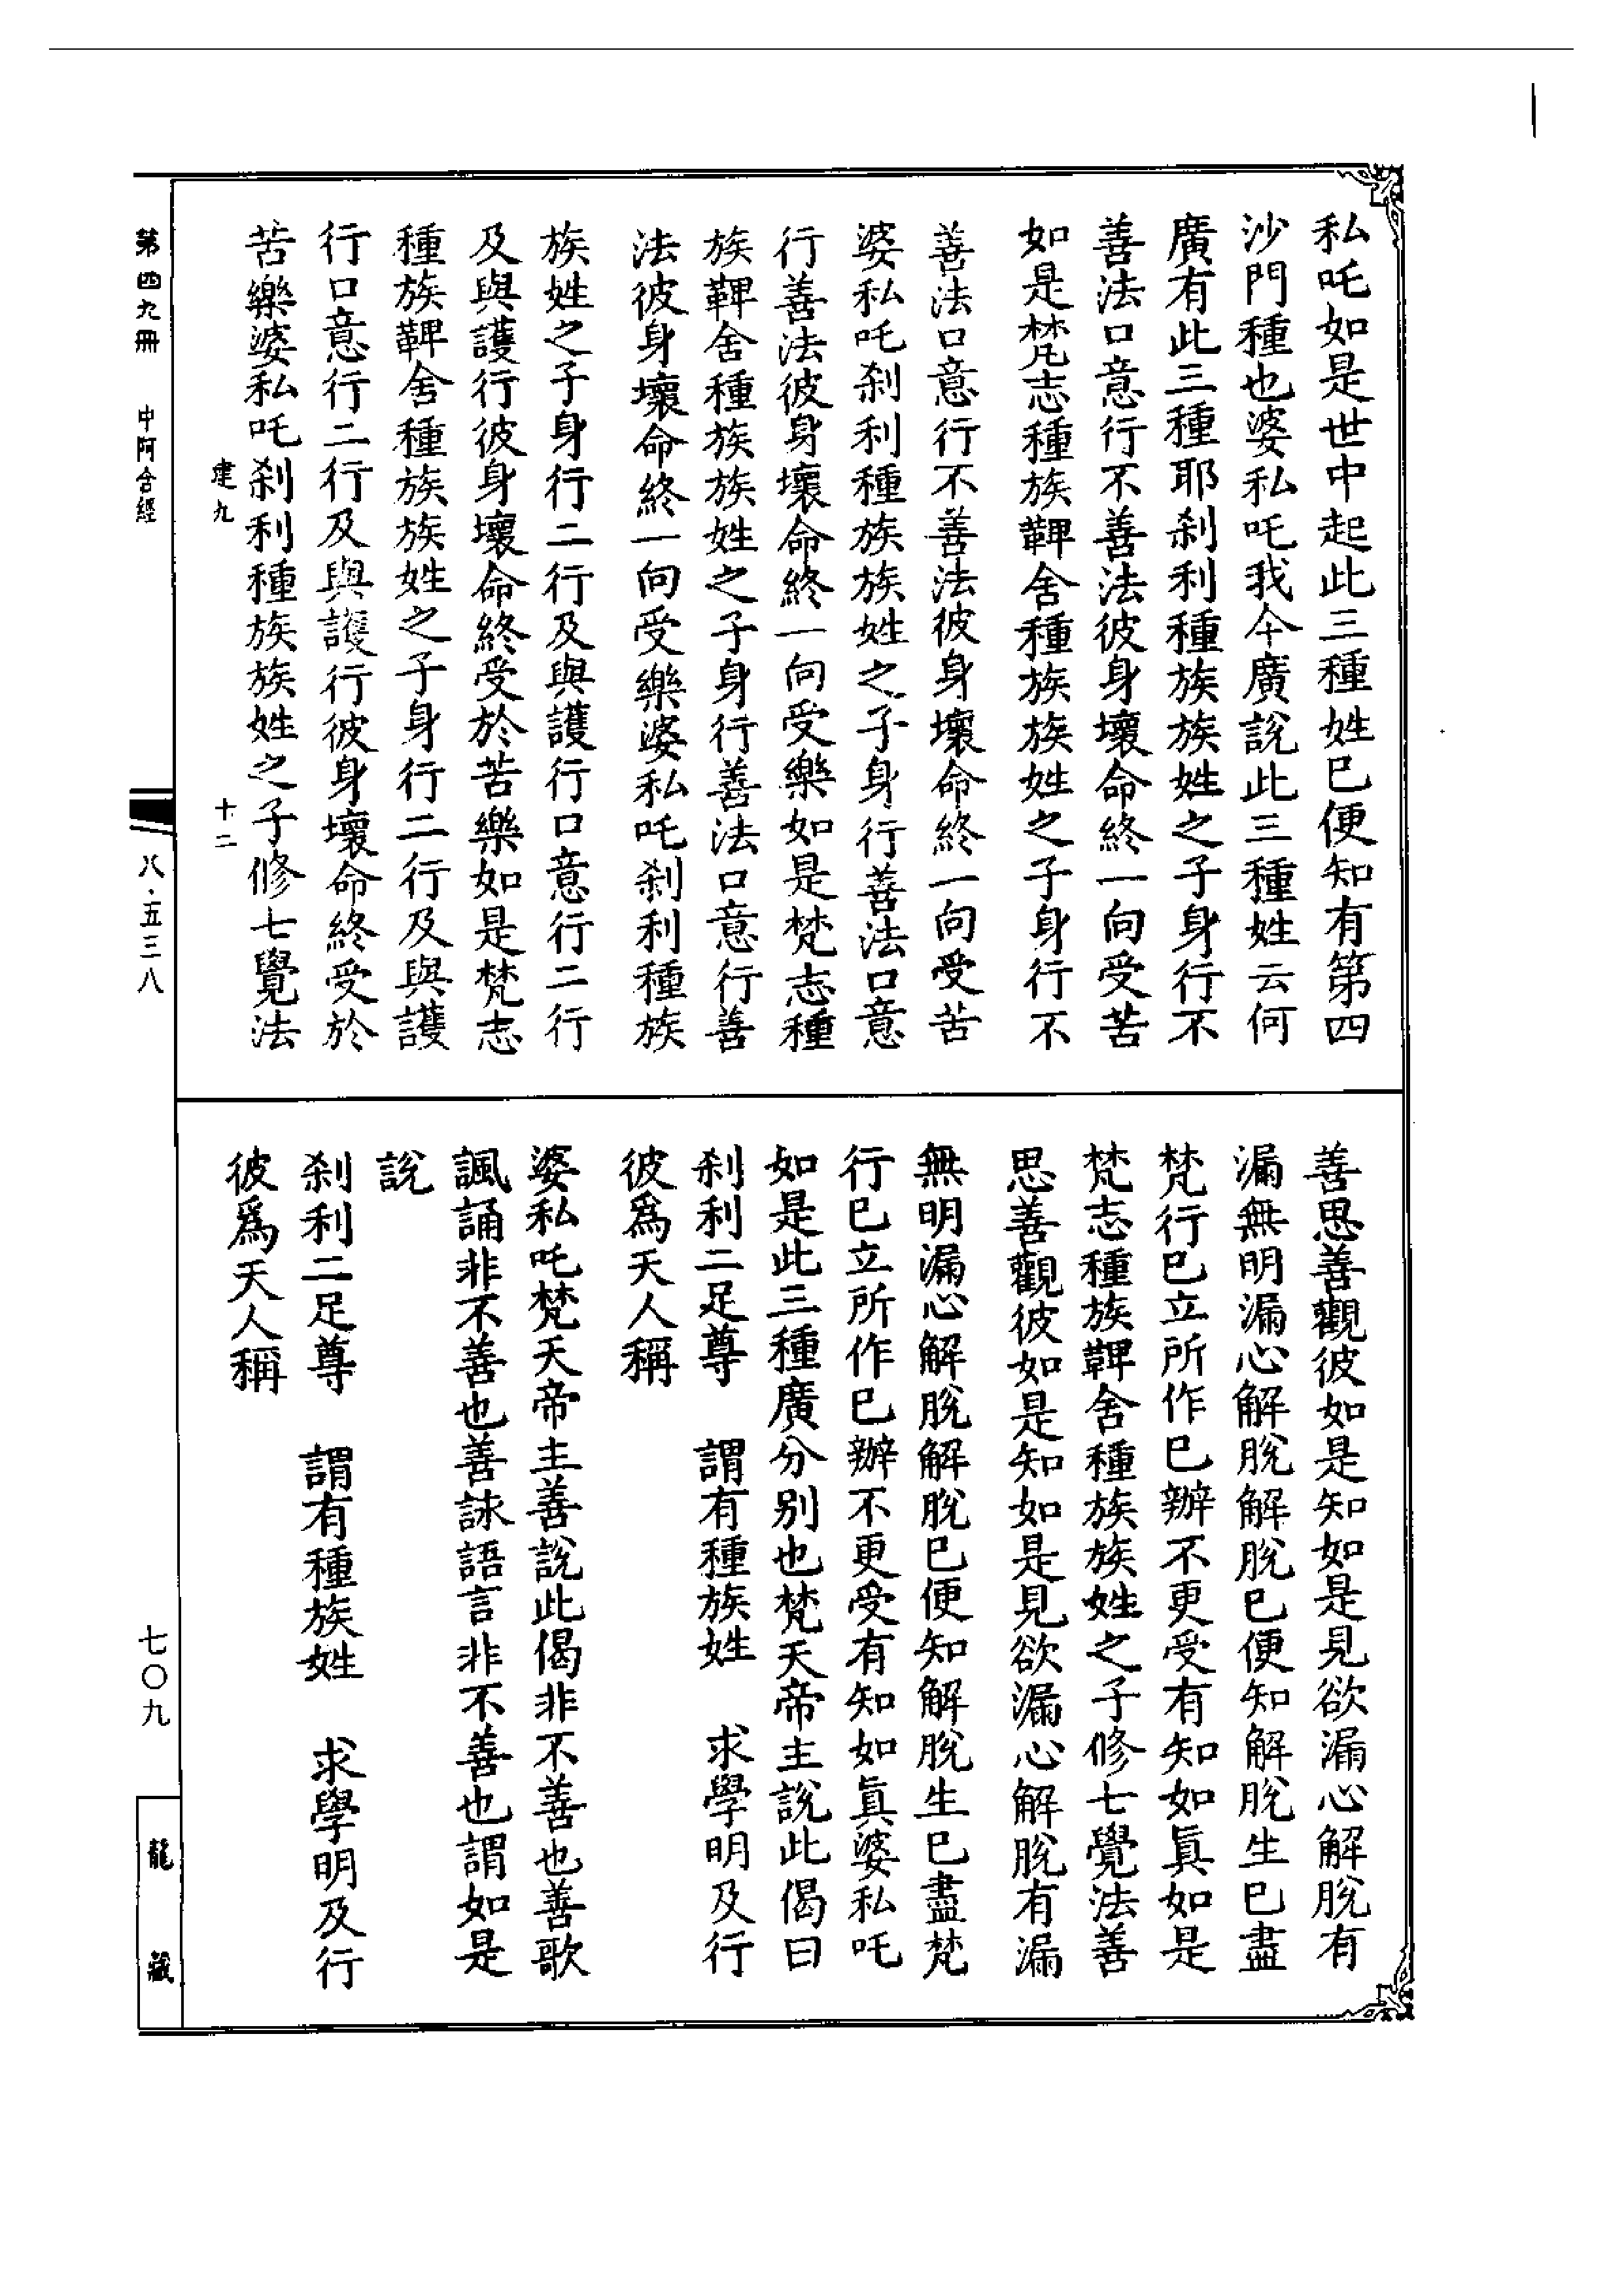 私吒如是世中起此三種姓已便知有第四
沙門種也婆私吒我今廣說此三種姓云何
廣有此三種耶剎利種族族姓之子身行不
善法口意行不善法彼身壞命終一向受苦
如是梵志種族鞞舍種族族姓之子身行不
善法口意行不善法彼身壞命終一向受苦
婆私吒剎利種族族姓之子身行善法口意
行善法彼身壞命終一向受樂如是梵志種
族鞞舍種族族姓之子身行善法口意行善
法彼身壞命終一向受樂婆私吒剎利種族
族姓之子身行二行及與護行口意行二行
及與護行彼身壞命終受於苦樂如是梵志
種族鞞舍種族族姓之子身行二行及與護
行口意行二行及與護行彼身壞命終受於
苦樂婆私吒剎利種族族姓之子修七覺法
建九 十二
善思善觀彼如是知如是見欲漏心解脫有
漏無明漏心解脫解脫已便知解脫生已盡
梵行已立所作已辦不更受有知如真如是
梵志種族鞞舍種族族姓之子修七覺法善
思善觀彼如是知如是見欲漏心解脫有漏
無明漏心解脫解脫已便知解脫生已盡梵
行已立所作已辦不更受有知如真婆私吒
如是此三種廣分別也梵天帝主說此偈曰
剎利二足尊 謂有種族姓 求學明及行
彼為天人稱
婆私吒梵天帝主善說此偈非不善也善歌
諷誦非不善也善詠語言非不善也謂如是
說
剎利二足尊 謂有種族姓 求學明及行
彼為天人稱
第四九冊 中阿含經
八·五三八
七〇九
龍藏